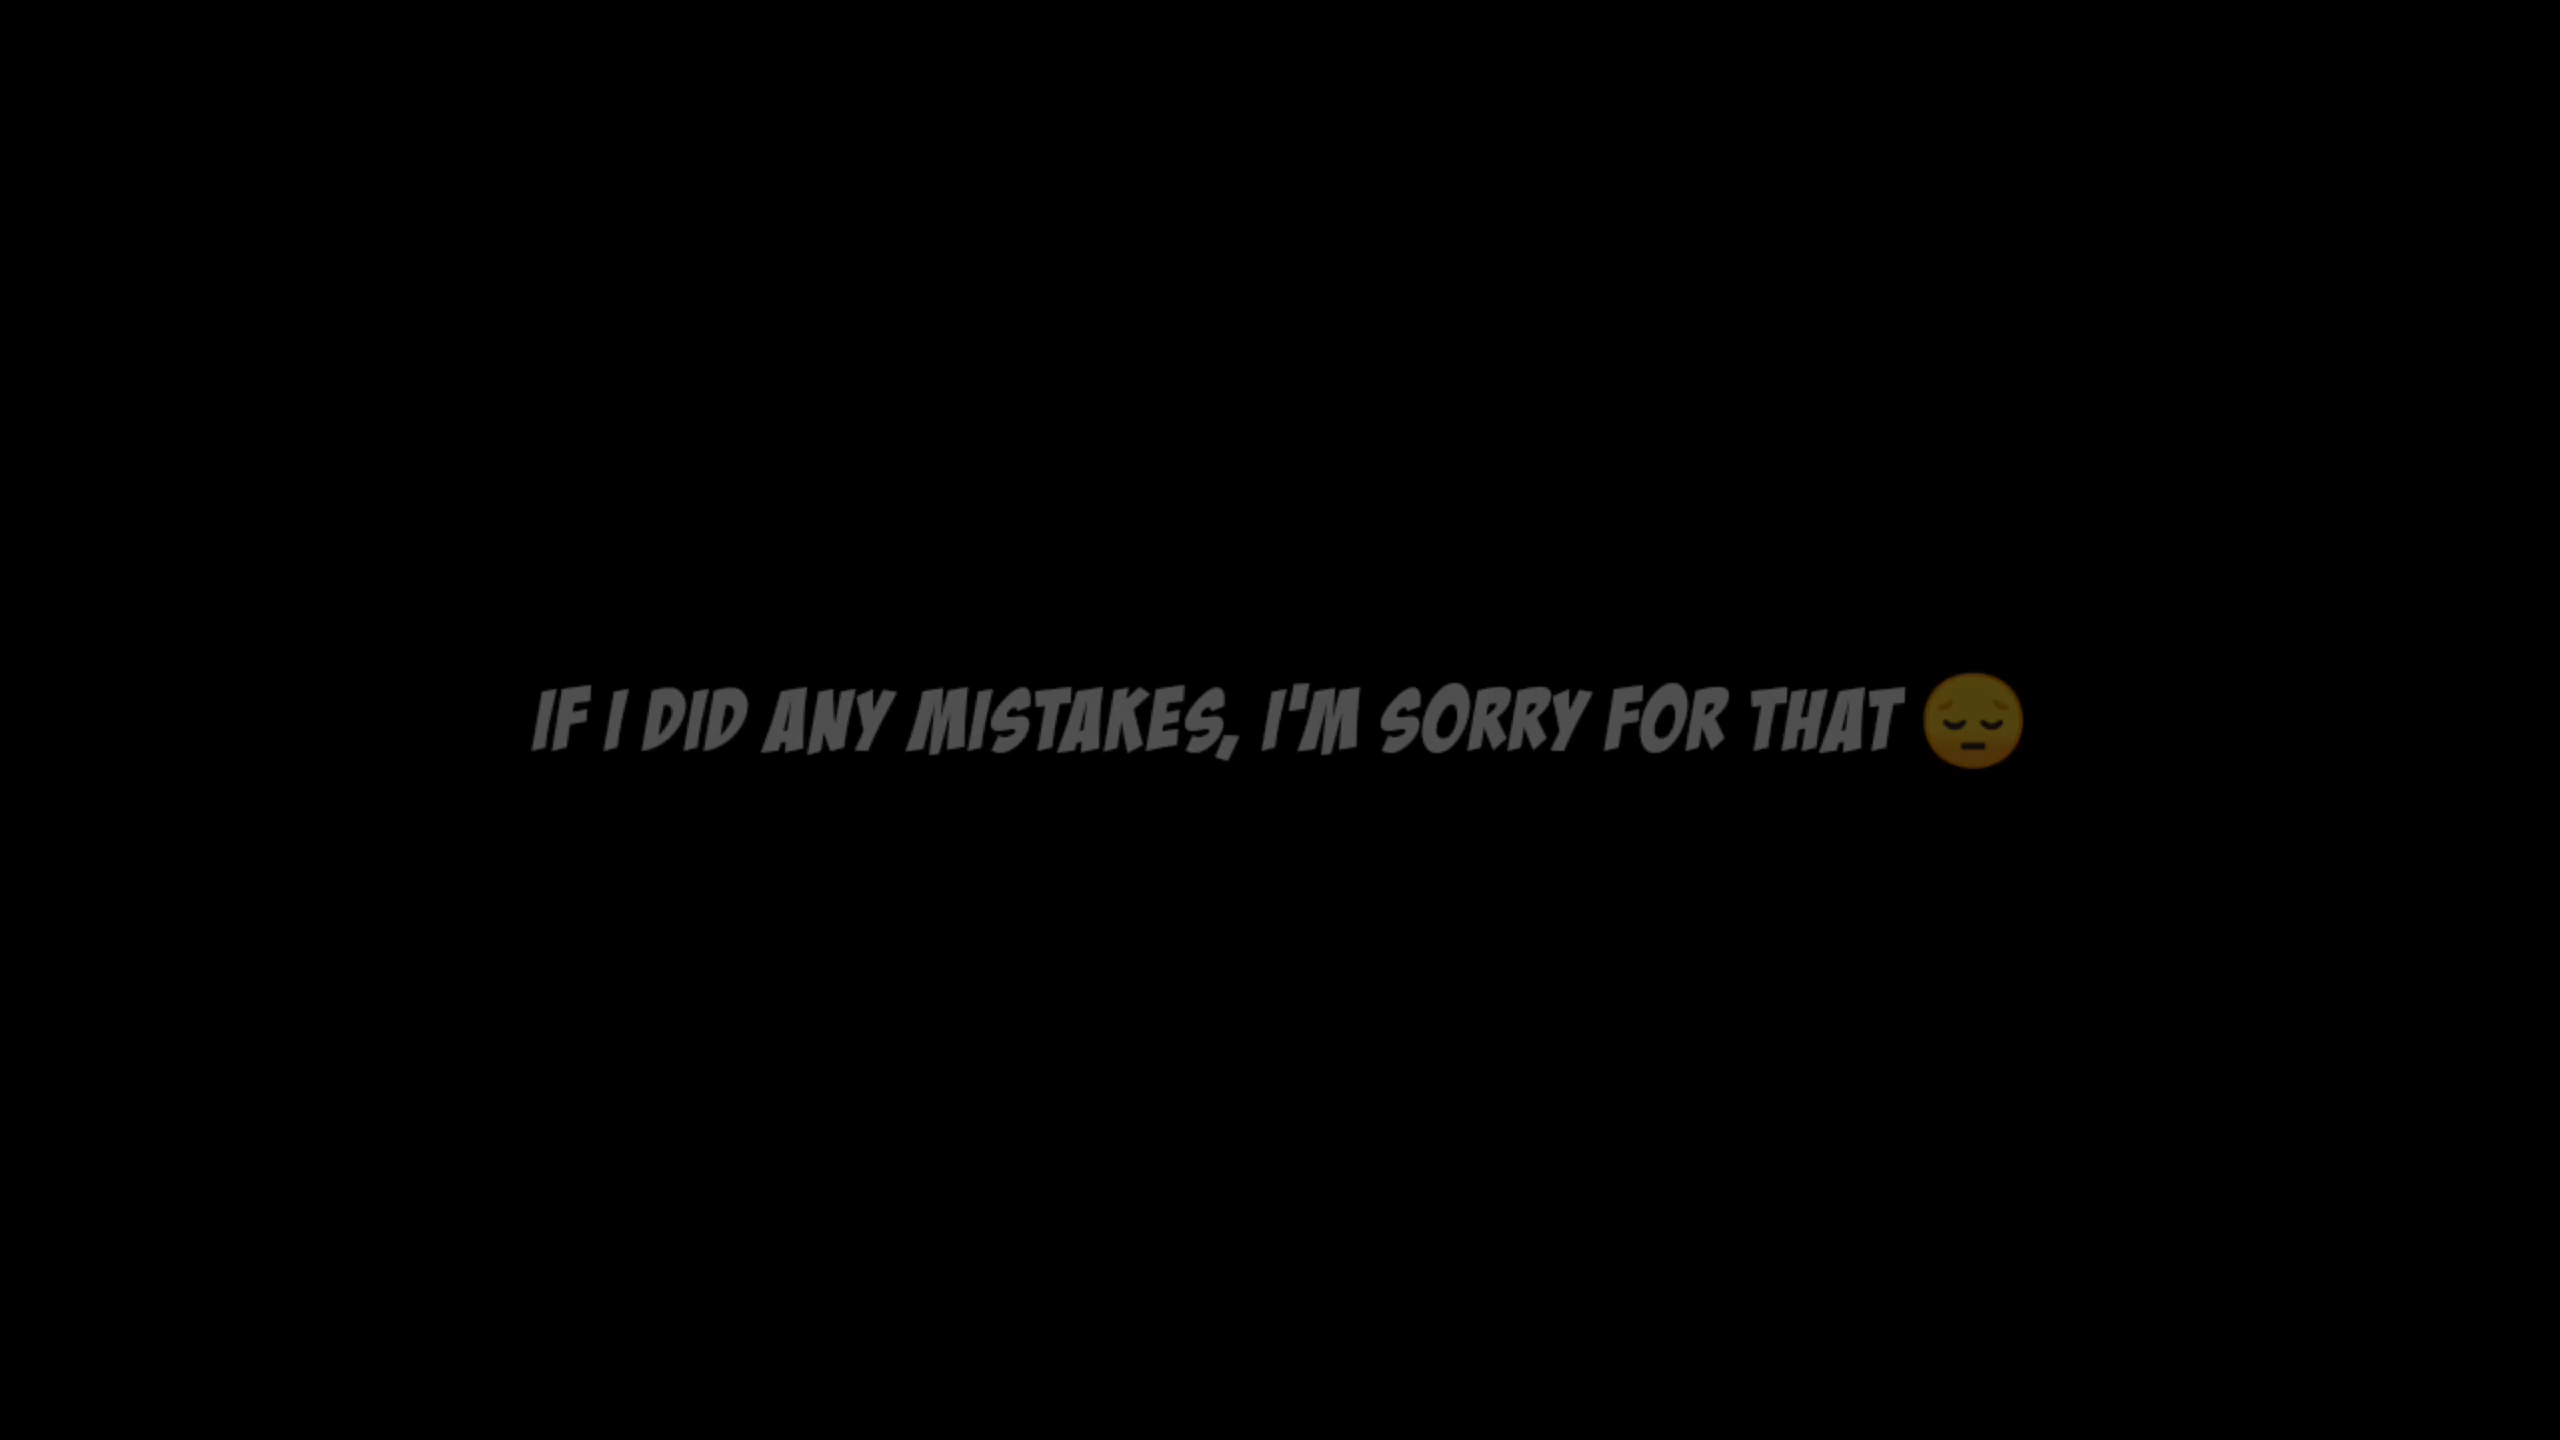 IF I DID ANY MISTAKES, I'M SORRY FOR THAT 😔